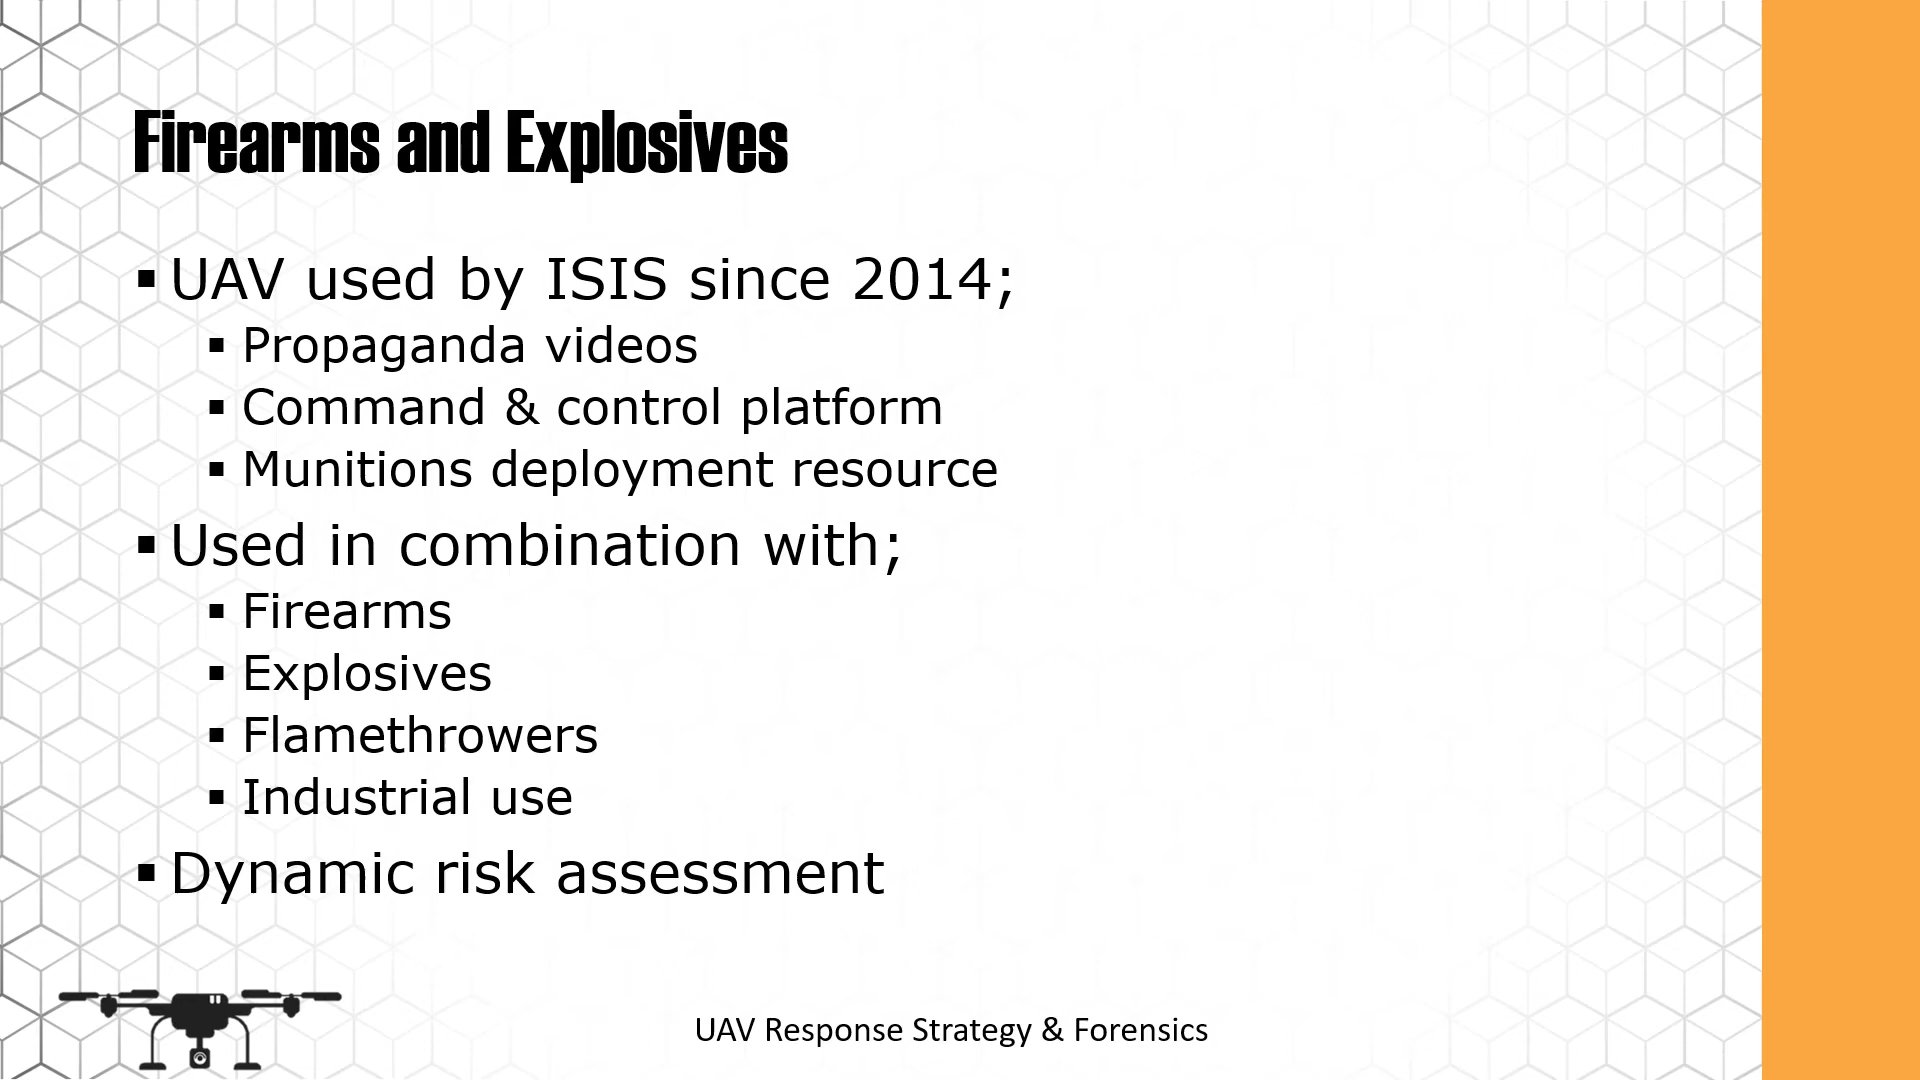 Firearms and Explosives
▪ UAV used by ISIS since 2014;
▪ Propaganda videos
▪ Command & control platform
▪ Munitions deployment resource
▪ Used in combination with;
▪ Firearms
▪ Explosives
▪ Flamethrowers
▪ Industrial use
▪ Dynamic risk assessment
UAV Response Strategy & Forensics